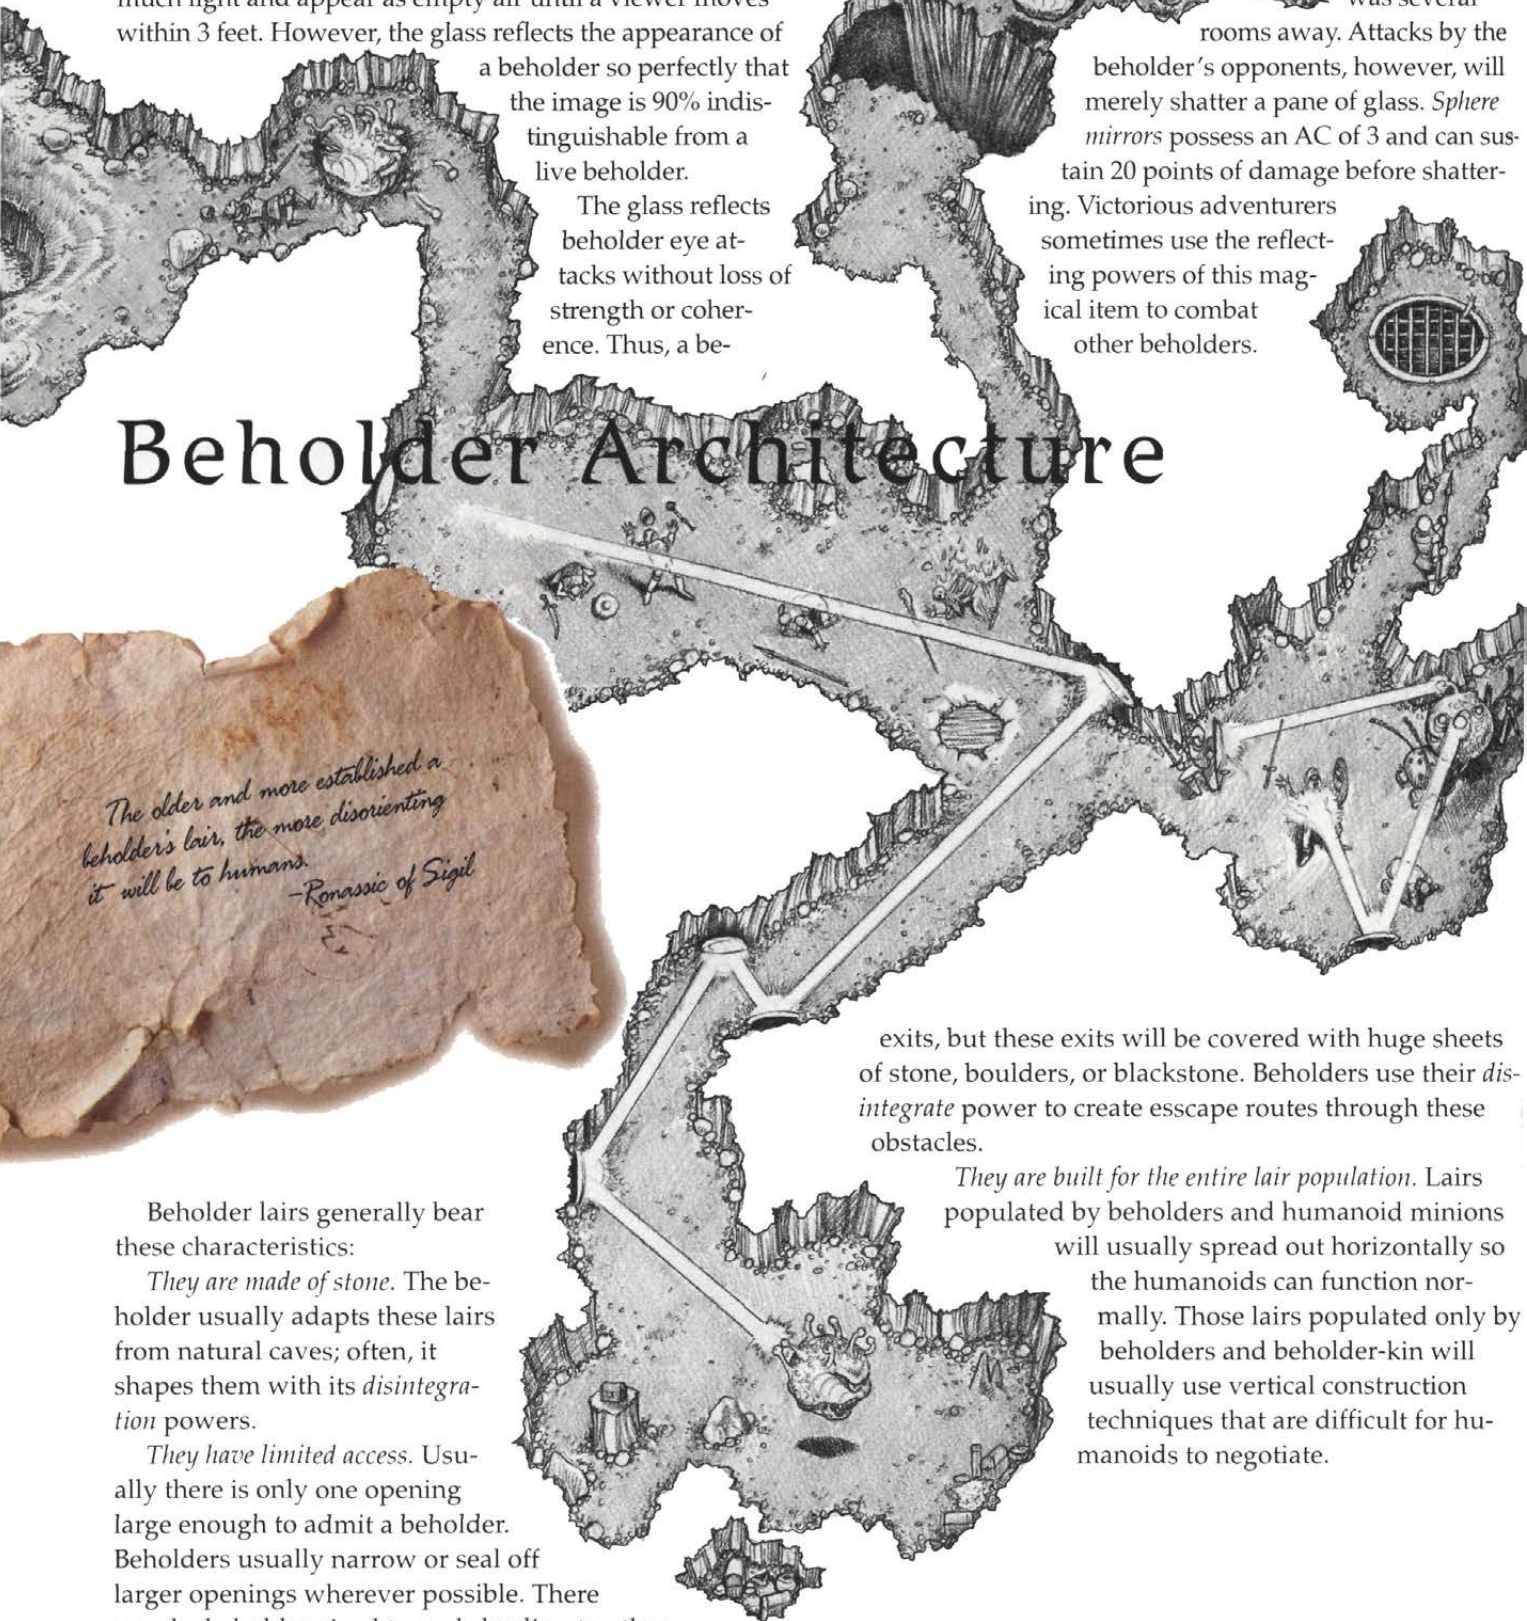 much light and appear as empty air until a viewer moves
within 3 feet. However, the glass reflects the appearance of
a beholder so perfectly that
the image is 90% indis-
tinguishable from a
live beholder.
The glass reflects
beholder eye at-
tacks without loss of
strength or coher-
ence. Thus, a be-
was several
rooms away. Attacks by the
beholder's opponents, however, will
merely shatter a pane of glass. Sphere
mirrors possess an AC of 3 and can sus-
tain 20 points of damage before shatter-
ing. Victorious adventurers
sometimes use the reflect-
ing powers of this mag-
ical item to combat
other beholders.
Beholder Architecture
The older and more established a
beholder's lair, the more disorienting
it will be to humans.
-Ronassic of Sigil
Beholder lairs generally bear
these characteristics:
They are made of stone. The be-
holder usually adapts these lairs
from natural caves; often, it
shapes them with its disintegra-
tion powers.
They have limited access. Usu-
ally there is only one opening
large enough to admit a beholder.
Beholders usually narrow or seal off
larger openings wherever possible. There
exits, but these exits will be covered with huge sheets
of stone, boulders, or blackstone. Beholders use their dis-
integrate power to create esscape routes through these
obstacles.
They are built for the entire lair population. Lairs
populated by beholders and humanoid minions
will usually spread out horizontally so
the humanoids can function nor-
mally. Those lairs populated only by
beholders and beholder-kin will
usually use vertical construction
techniques that are difficult for hu-
manoids to negotiate.